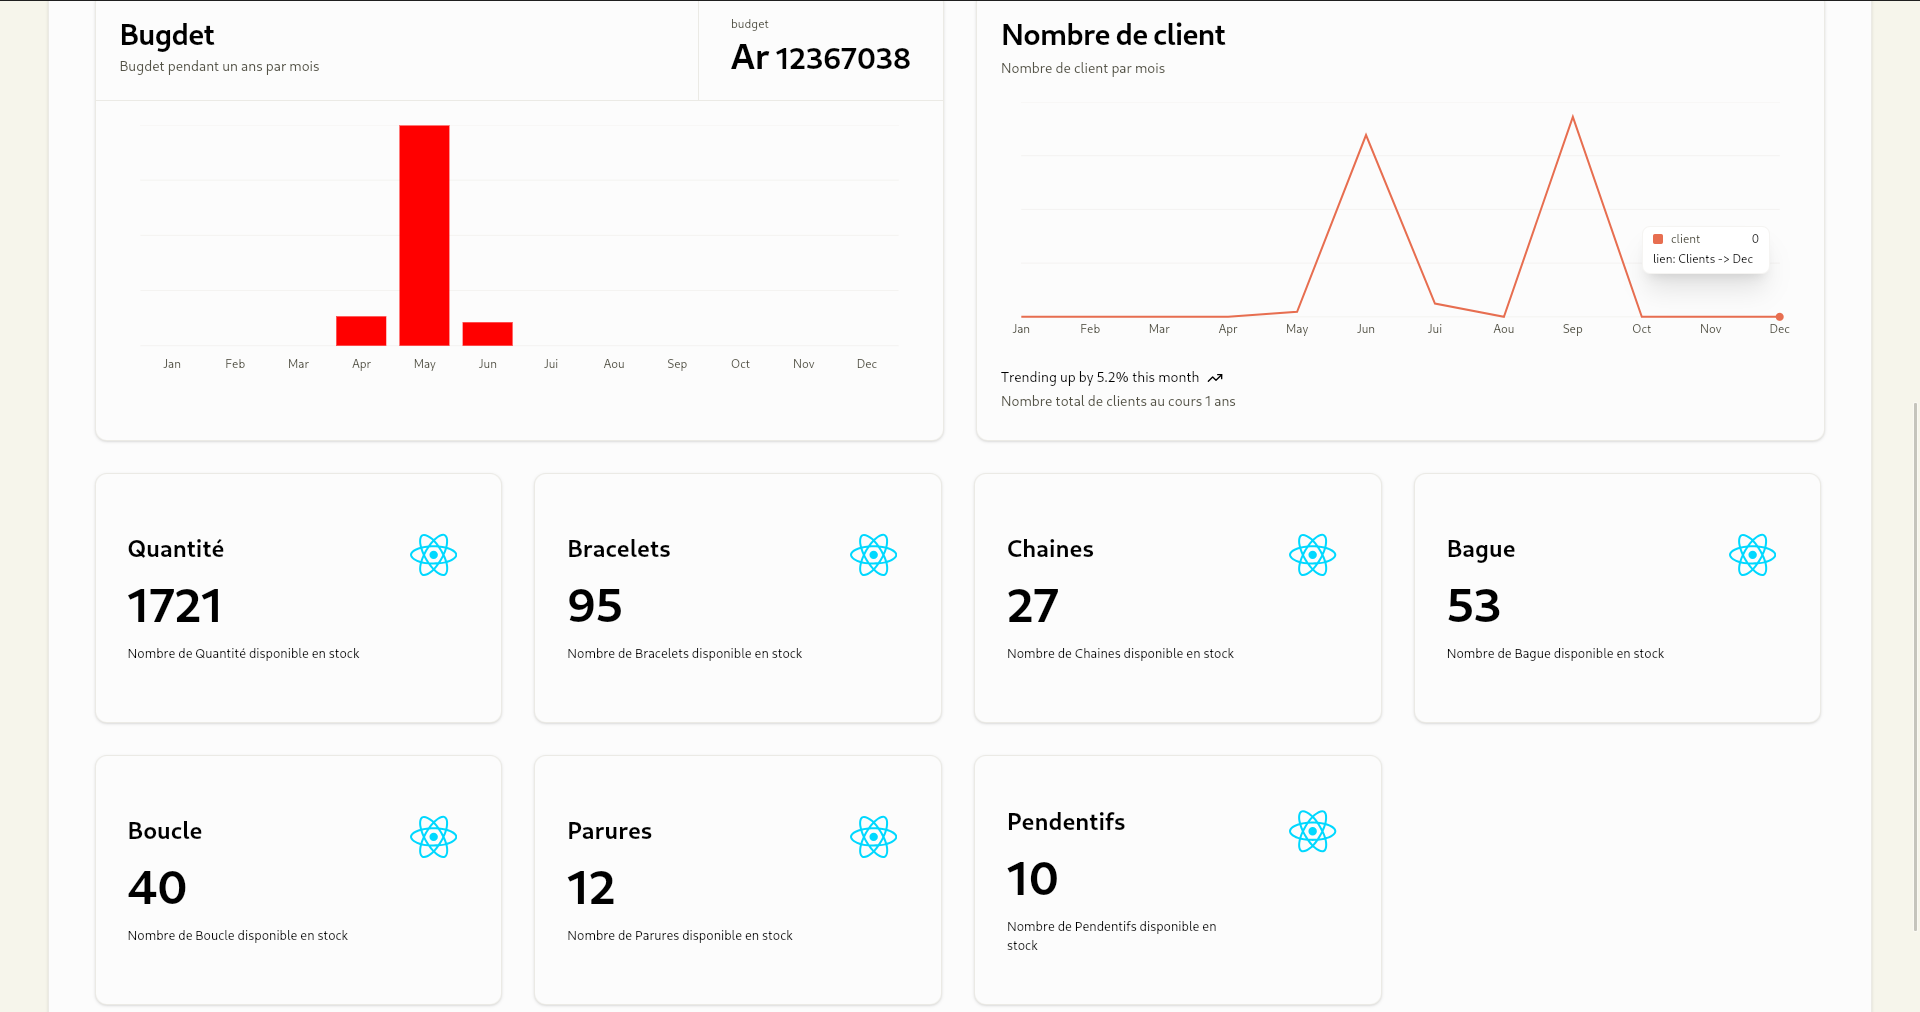 Bugdet
Bugdet pendant un ans par mois
budget
Ar 12367038
Jan Feb Mar Apr May Jun Jui Aou Sep Oct Nov Dec
Nombre de client
Nombre de client par mois
client 0
lien: Clients -> Dec
Jan Feb Mar Apr May Jun Jui Aou Sep Oct Nov Dec
Trending up by 5.2% this month
Nombre total de clients au cours 1 ans
Quantité
1721
Nombre de Quantité disponible en stock
Bracelets
95
Nombre de Bracelets disponible en stock
Chaines
27
Nombre de Chaines disponible en stock
Bague
53
Nombre de Bague disponible en stock
Boucle
40
Nombre de Boucle disponible en stock
Parures
12
Nombre de Parures disponible en stock
Pendentifs
10
Nombre de Pendentifs disponible en
stock